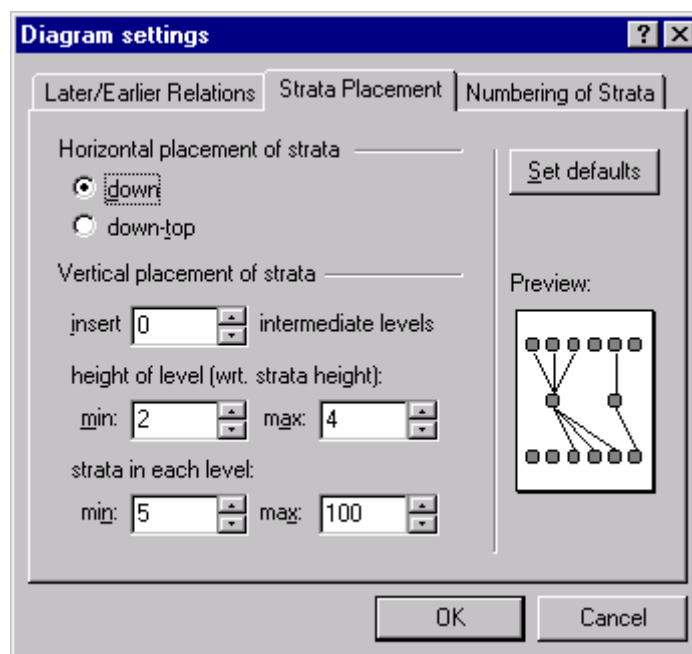 Diagram settings
Later/Earlier Relations Strata Placement Numbering of Strata
Horizontal placement of strata
down
down-top
Set defaults
Vertical placement of strata
insert 0 intermediate levels
height of level (wrt. strata height):
min: 2 max: 4
strata in each level:
min: 5 max: 100
Preview:
OK Cancel